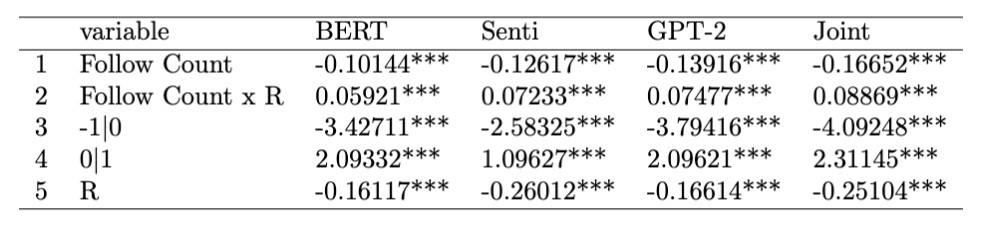 variable BERT Senti GPT-2 Joint
1 Follow Count -0.10144*** -0.12617*** -0.13916*** -0.16652***
2 Follow Count x R 0.05921*** 0.07233*** 0.07477*** 0.08869***
3 -1|0 -3.42711*** -2.58325*** -3.79416*** -4.09248***
4 0|1 2.09332*** 1.09627*** 2.09621*** 2.31145***
5 R -0.16117*** -0.26012*** -0.16614*** -0.25104***